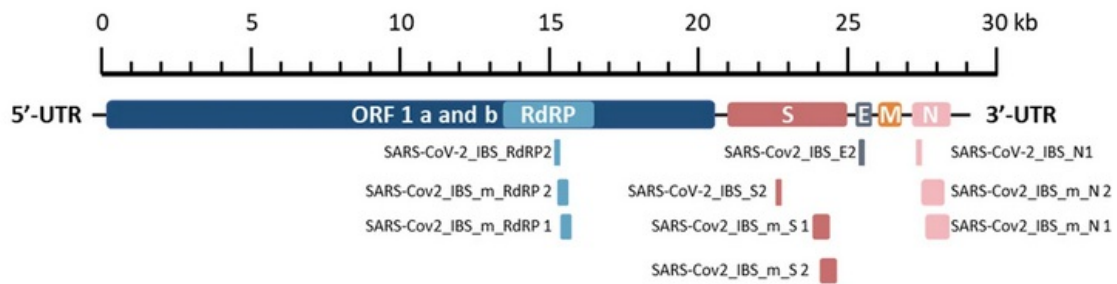 0 5 10 15 20 25 30 kb
5’-UTR ORF 1 a and b RdRP S E M N 3’-UTR
SARS-CoV-2_IBS_RdRP2 SARS-Cov2_IBS_E2 SARS-CoV-2_IBS_N1
SARS-Cov2_IBS_m_RdRP 2 SARS-CoV-2_IBS_S2 SARS-Cov2_IBS_m_N 2
SARS-Cov2_IBS_m_RdRP 1 SARS-Cov2_IBS_m_S 1 SARS-Cov2_IBS_m_N 1
SARS-Cov2_IBS_m_S 2